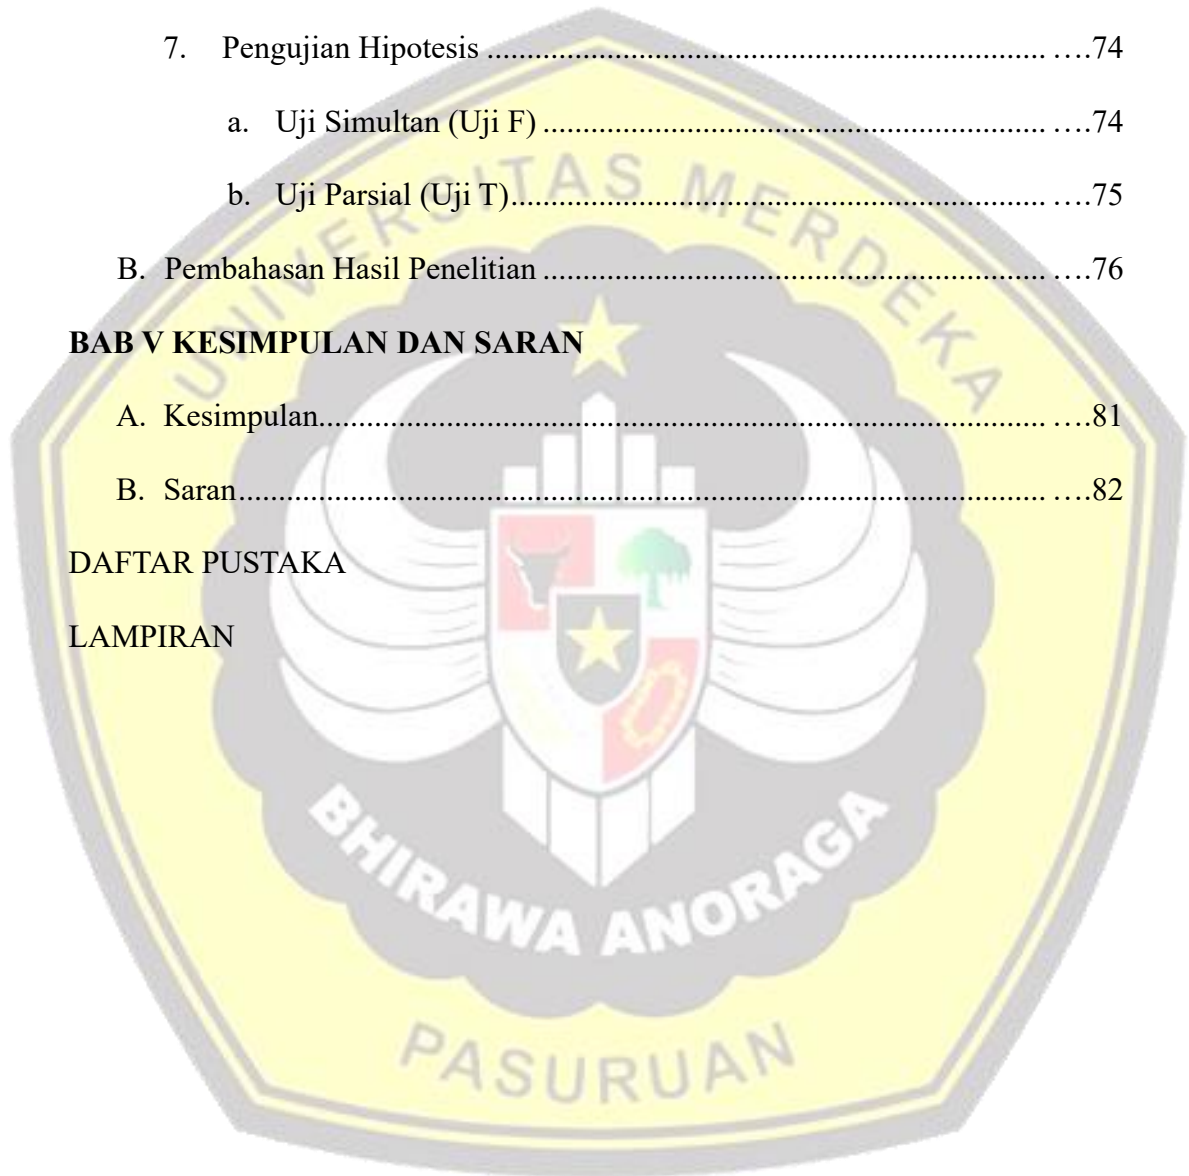 7. Pengujian Hipotesis ....................................................................... ….74
a. Uji Simultan (Uji F) ................................................................ ….74
b. Uji Parsial (Uji T).................................................................... ….75
B. Pembahasan Hasil Penelitian ................................................................ ….76
BAB V KESIMPULAN DAN SARAN
A. Kesimpulan............................................................................................. ….81
B. Saran....................................................................................................... ….82
DAFTAR PUSTAKA
LAMPIRAN
UNIVERSITAS MERDEKA
BHIRAWA ANORAGA
PASURUAN